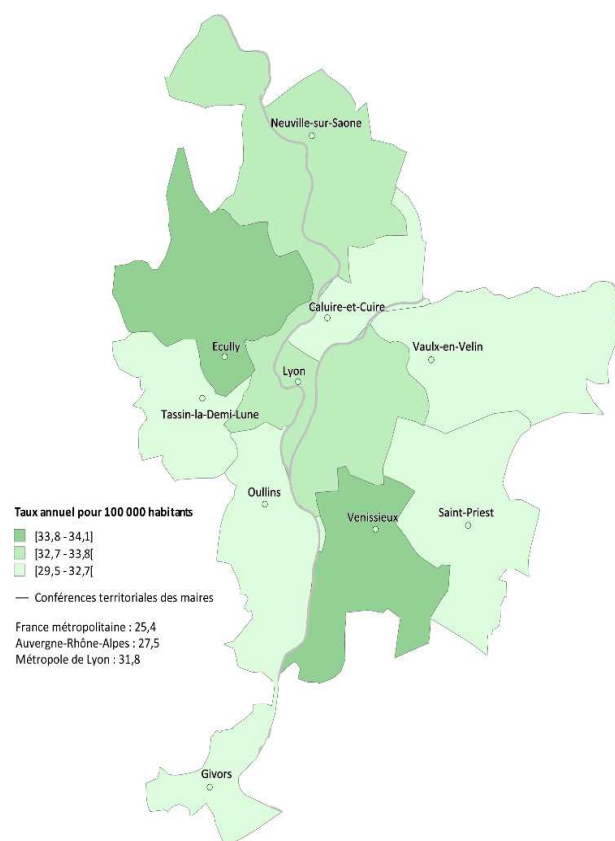 Neuville-sur-Saone
Caluire-et-Cuire
Ecully
Vaulx-en-Velin
Lyon
Tassin-la-Demi-Lune
Oullins
Venissieux
Saint-Priest
Taux annuel pour 100 000 habitants
[33,8 - 34,1]
[32,7 - 33,8[
[29,5 - 32,7[
Conférences territoriales des maires
France métropolitaine : 25,4
Auvergne-Rhône-Alpes : 27,5
Métropole de Lyon : 31,8
Givors